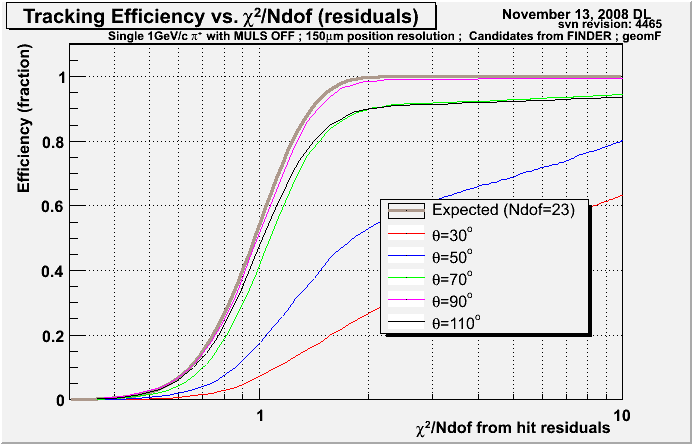 Tracking Efficiency vs. χ²/Ndof (residuals)
November 13, 2008 DL
svn revision: 4465
Single 1GeV/c π⁺ with MULS OFF ; 150μm position resolution ; Candidates from FINDER ; geomF
Efficiency (fraction)
1
0.8
0.6
0.4
0.2
0
Expected (Ndof=23)
θ=30°
θ=50°
θ=70°
θ=90°
θ=110°
1
10
χ²/Ndof from hit residuals